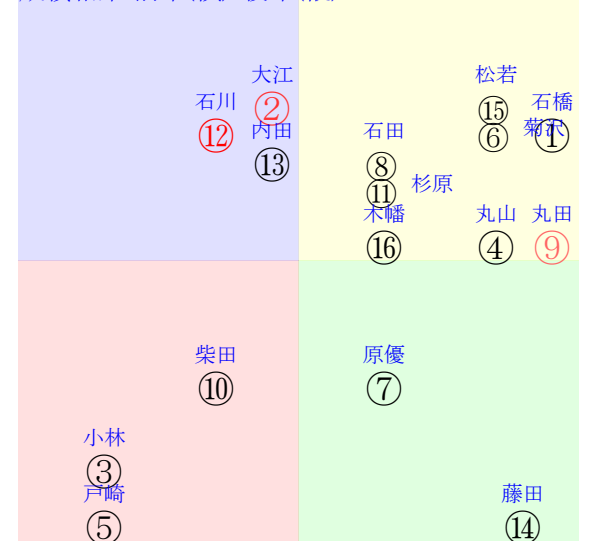 大江
松若
石川
②
⑮
石橋
⑫
内田
石田
⑥
菊沢
①
⑬
⑧
⑪
杉原
木幡
丸山
丸田
⑯
④
⑨
柴田
原優
⑩
⑦
小林
③
戸崎
藤田
⑤
⑭